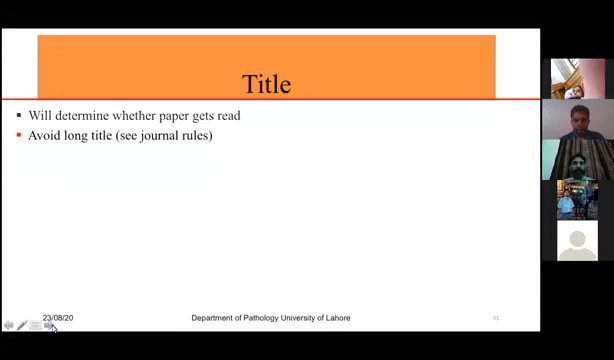 Title
Will determine whether paper gets read
Avoid long title (see journal rules)
23/08/20
Department of Pathology University of Lahore
31